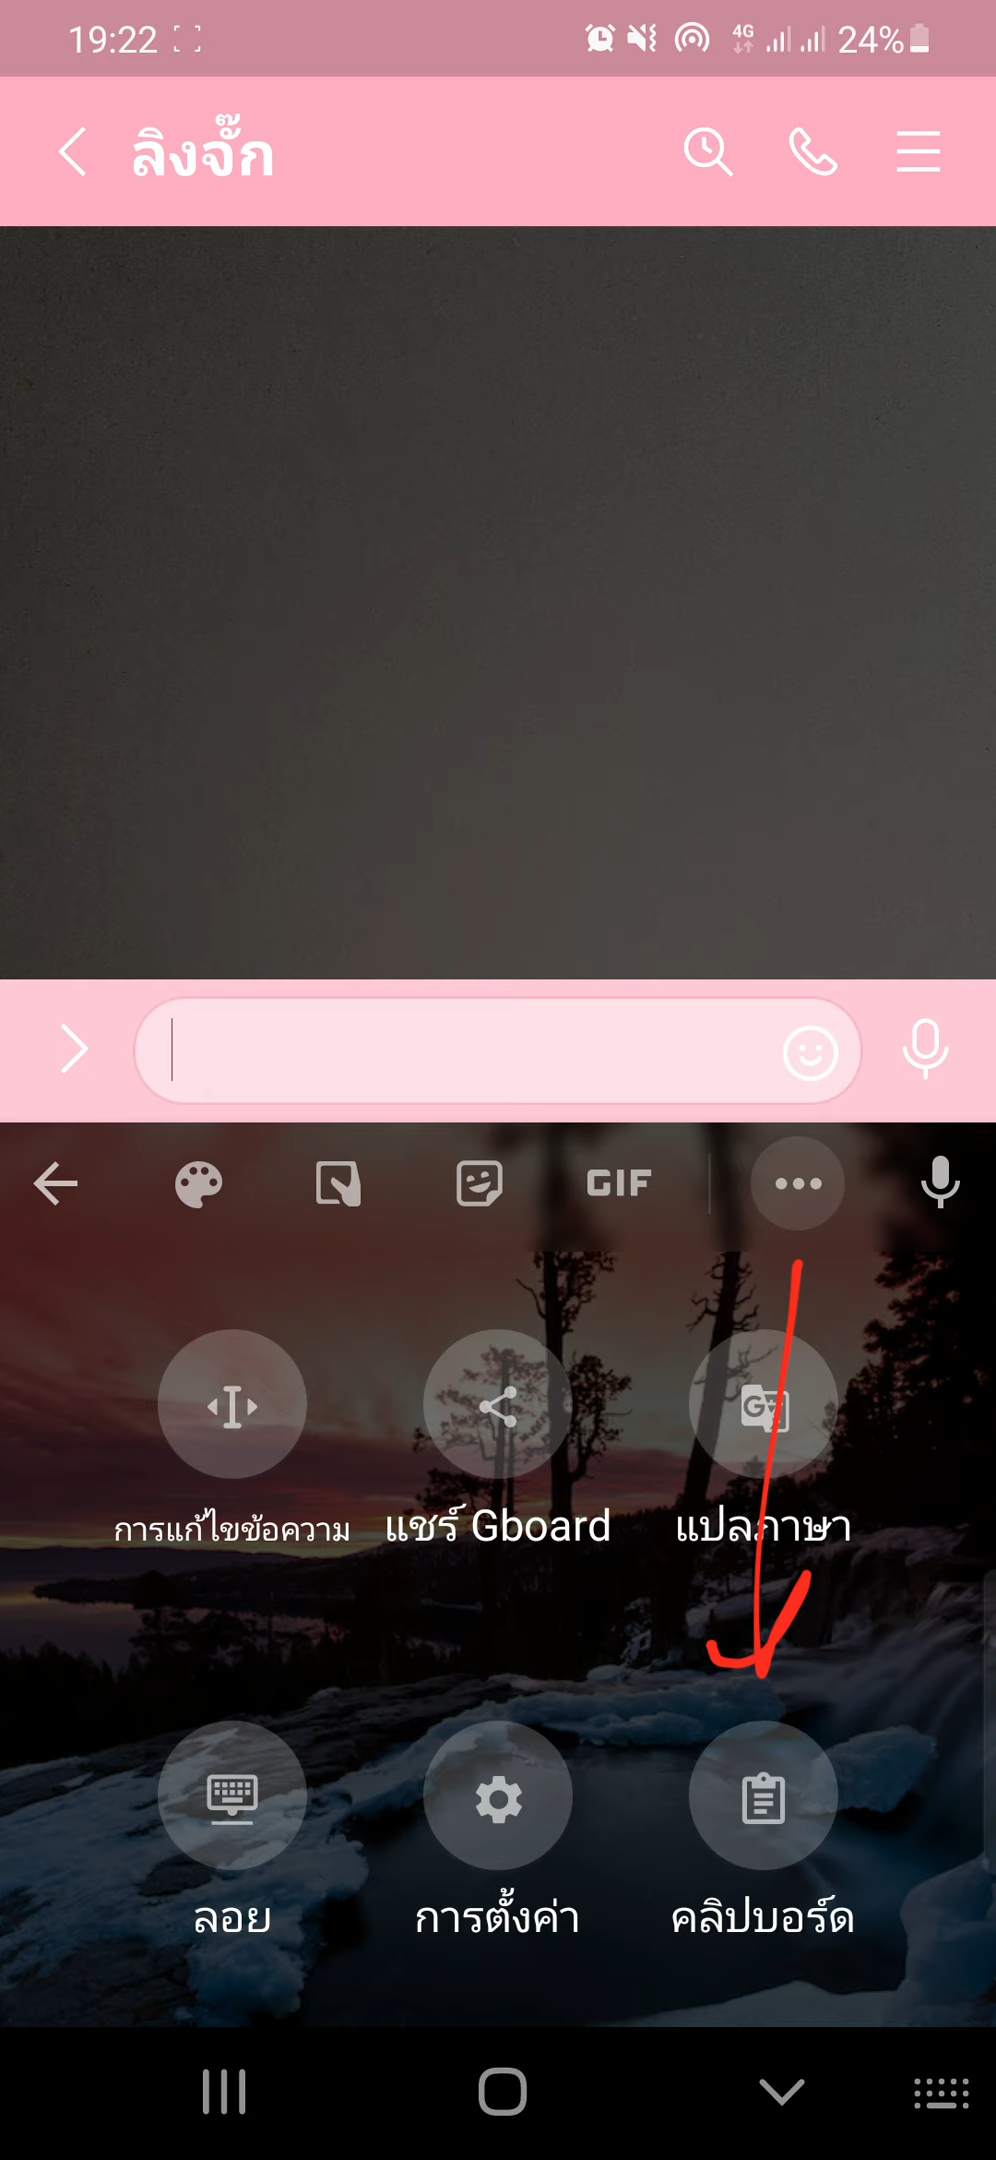 19:22
4G
24%
ลิงจั๊ก
GIF
การแก้ไขข้อความ
แชร์ Gboard
แปลภาษา
ลอย
การตั้งค่า
คลิปบอร์ด